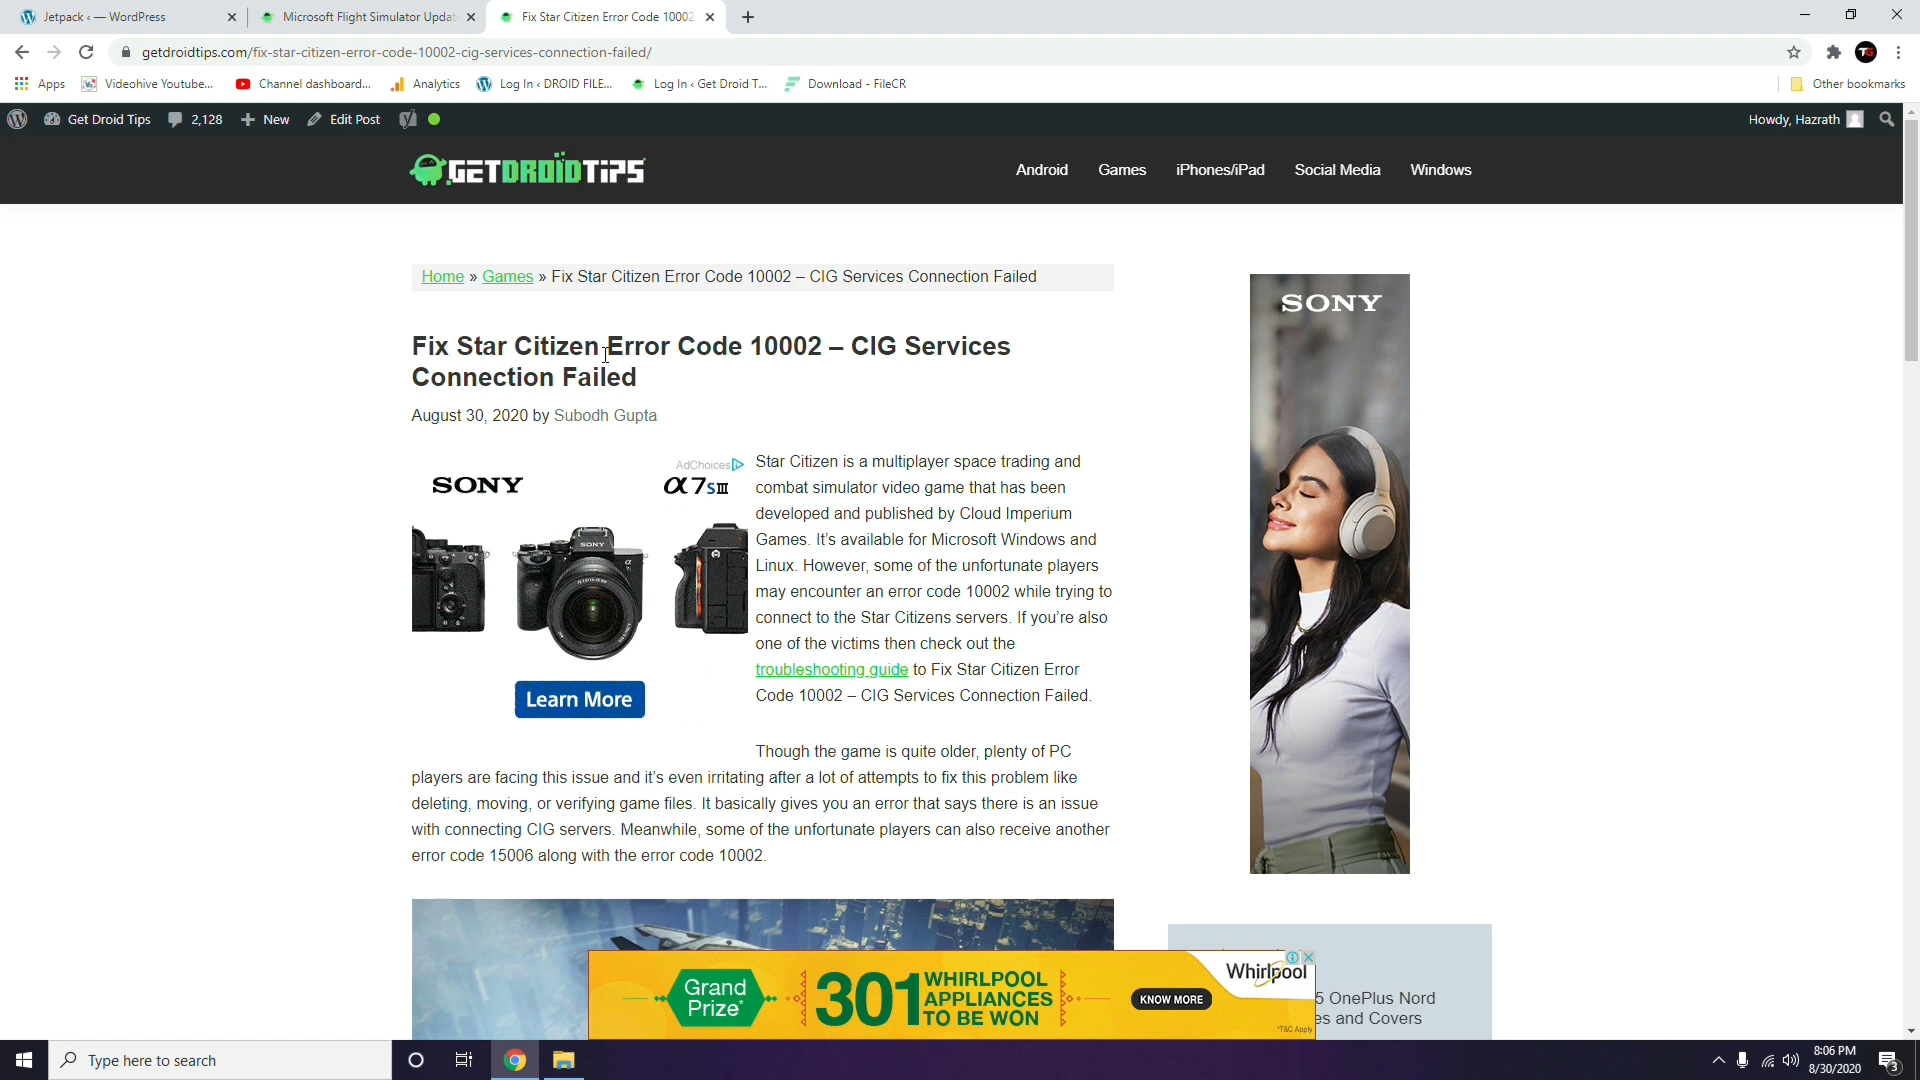 Jetpack ‹ — WordPress
Microsoft Flight Simulator Updat
Fix Star Citizen Error Code 10002
getdroidtips.com/fix-star-citizen-error-code-10002-cig-services-connection-failed/
Apps
Videohive Youtube...
Channel dashboard...
Analytics
Log In ‹ DROID FILE...
Log In ‹ Get Droid T...
Download - FileCR
Other bookmarks
Get Droid Tips
2,128
New
Edit Post
Howdy, Hazrath
GETDROIDTIPS
Android
Games
iPhones/iPad
Social Media
Windows
Home » Games » Fix Star Citizen Error Code 10002 – CIG Services Connection Failed
Fix Star Citizen Error Code 10002 – CIG Services
Connection Failed
August 30, 2020 by Subodh Gupta
AdChoices
SONY
α7SIII
SONY
Learn More
Star Citizen is a multiplayer space trading and
combat simulator video game that has been
developed and published by Cloud Imperium
Games. It's available for Microsoft Windows and
Linux. However, some of the unfortunate players
may encounter an error code 10002 while trying to
connect to the Star Citizens servers. If you're also
one of the victims then check out the
troubleshooting guide to Fix Star Citizen Error
Code 10002 – CIG Services Connection Failed.
Though the game is quite older, plenty of PC
players are facing this issue and it's even irritating after a lot of attempts to fix this problem like
deleting, moving, or verifying game files. It basically gives you an error that says there is an issue
with connecting CIG servers. Meanwhile, some of the unfortunate players can also receive another
error code 15006 along with the error code 10002.
SONY
Grand
Prize*
301
WHIRLPOOL
APPLIANCES
TO BE WON
KNOW MORE
Whirlpool
*T&C Apply
5 OnePlus Nord
es and Covers
Type here to search
8:06 PM
8/30/2020
3